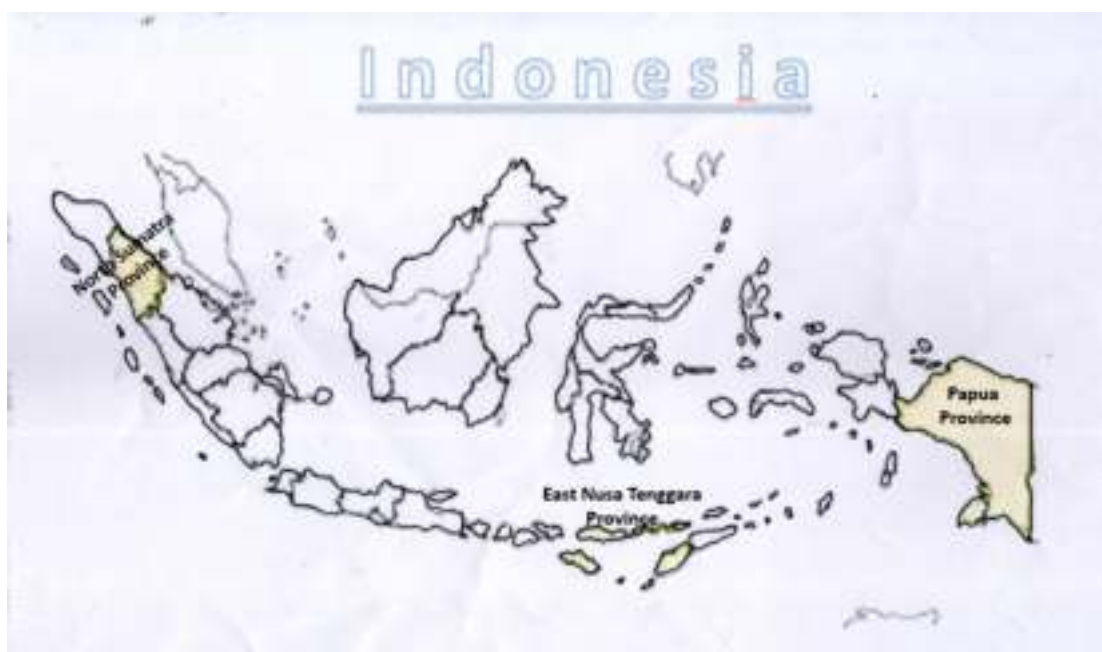 Indonesia
North Sumatra
Province
Papua
Province
East Nusa Tenggara
Province